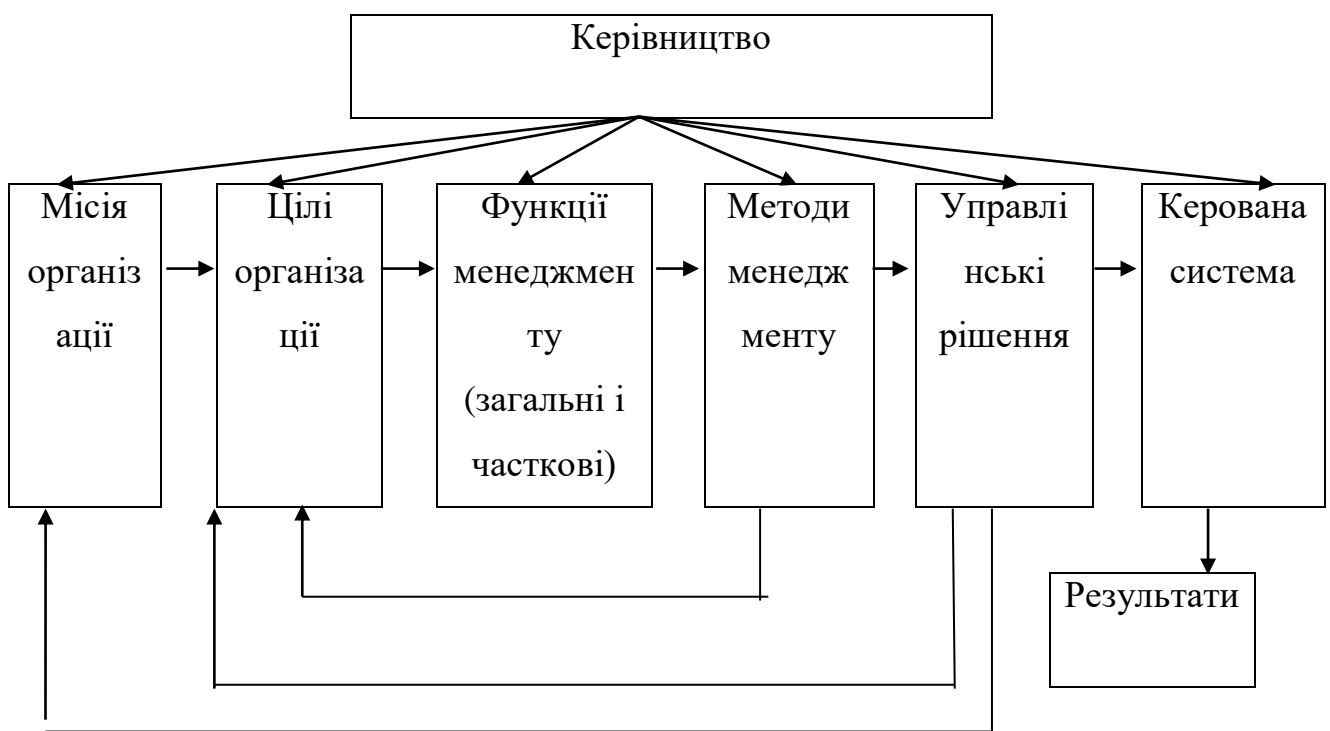 Керівництво
Місія
організ
ації
Цілі
організа
ції
Функції
менеджмен
ту
(загальні і
часткові)
Методи
менедж
менту
Управлі
нські
рішення
Керована
система
Результати